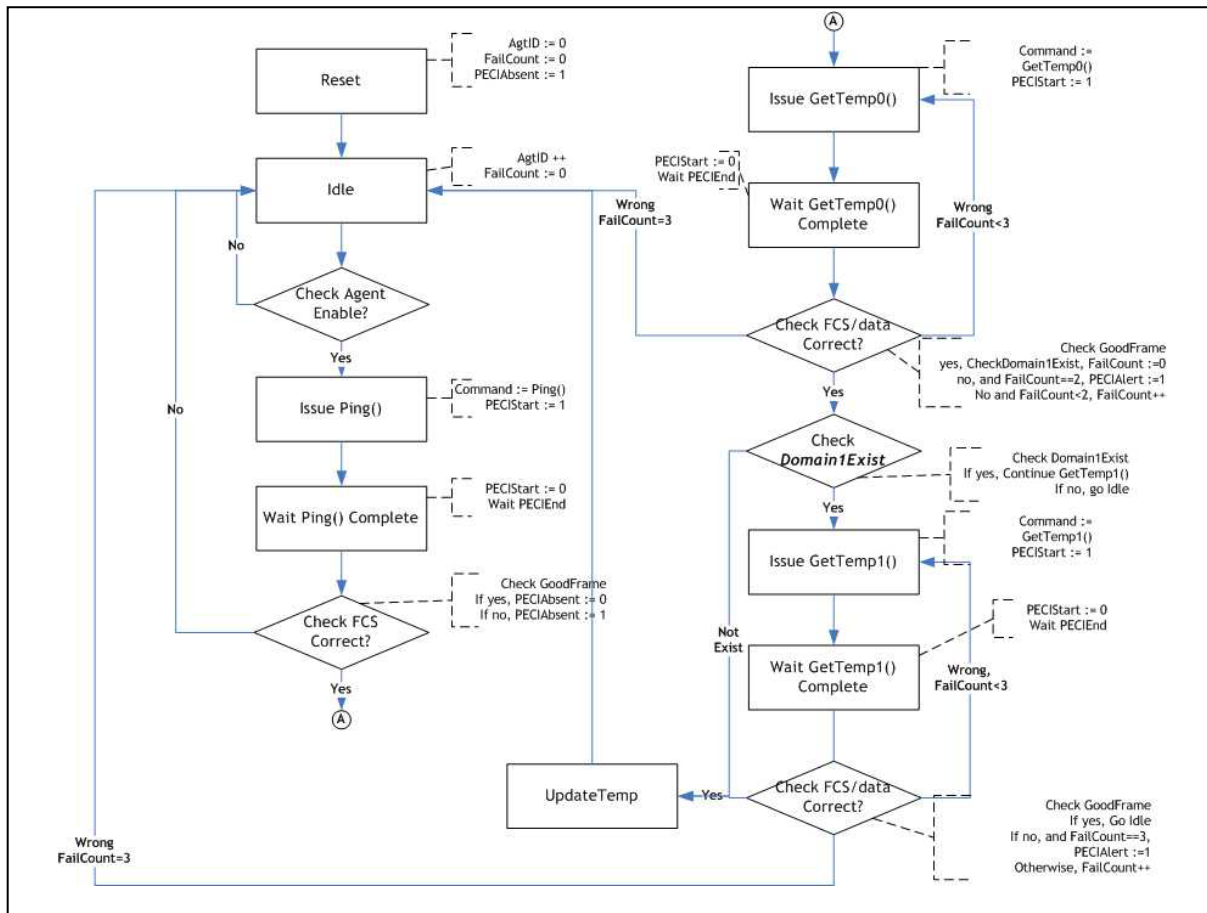 AgtID := 0
FailCount := 0
PECIAbsent := 1
Reset
AgtID ++
FailCount := 0
Idle
No
Check Agent
Enable?
Yes
Command := Ping()
PECIStart := 1
Issue Ping()
No
PECIStart := 0
Wait PECIEnd
Wait Ping() Complete
Check GoodFrame
If yes, PECIAbsent := 0
If no, PECIAbsent := 1
Check FCS
Correct?
Yes
A
Wrong
FailCount=3
A
Command :=
GetTemp0()
PECIStart := 1
Issue GetTemp0()
PECIStart := 0
Wait PECIEnd
Wait GetTemp0()
Complete
Wrong
FailCount=3
Wrong
FailCount<3
Check FCS/data
Correct?
Check GoodFrame
yes, CheckDomain1Exist, FailCount :=0
no, and FailCount==2, PECIAlert :=1
No and FailCount<2, FailCount++
Yes
Check
Domain1Exist
Check Domain1Exist
If yes, Continue GetTemp1()
If no, go Idle
Yes
Command :=
GetTemp1()
PECIStart := 1
Issue GetTemp1()
PECIStart := 0
Wait PECIEnd
Not
Exist
Wait GetTemp1()
Complete
Wrong,
FailCount<3
UpdateTemp
Yes
Check FCS/data
Correct?
Check GoodFrame
If yes, Go Idle
If no, and FailCount==3,
PECIAlert :=1
Otherwise, FailCount++